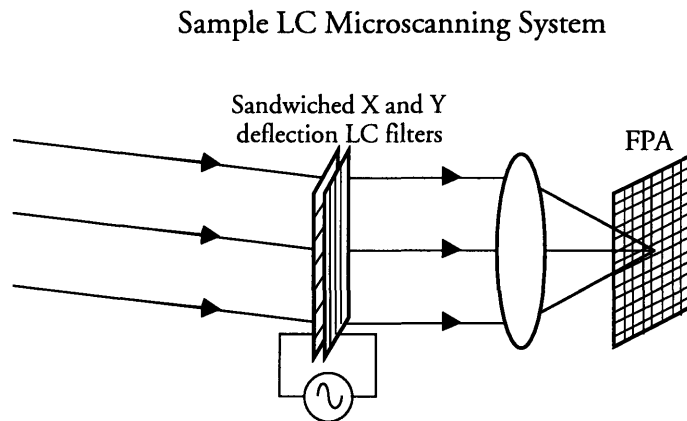 Sample LC Microscanning System
Sandwiched X and Y
deflection LC filters
FPA